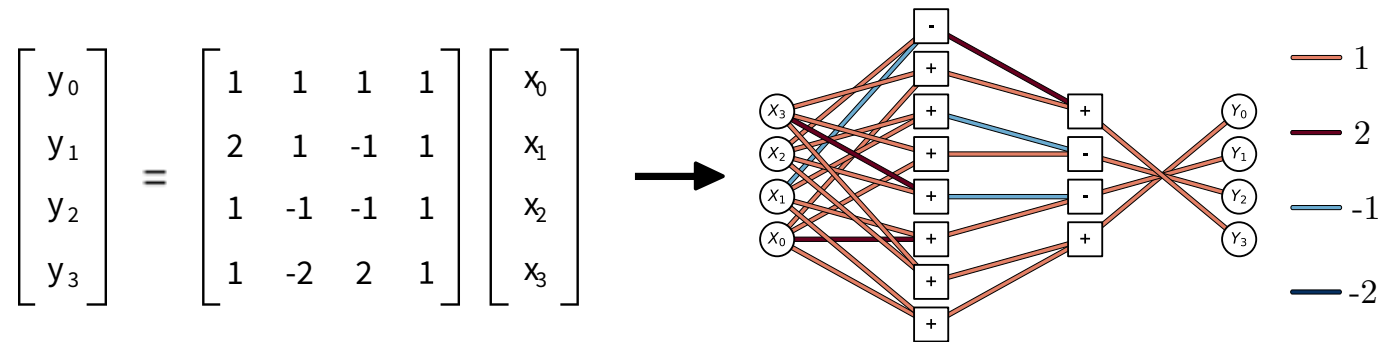 y0 = 1 1 1 1 x0
y1 2 1 -1 1 x1
y2 1 -1 -1 1 x2
y3 1 -2 2 1 x3
-
+
+
+
+
+
+
+
X3
X2
X1
X0
+
-
-
+
Y0
Y1
Y2
Y3
1
2
-1
-2